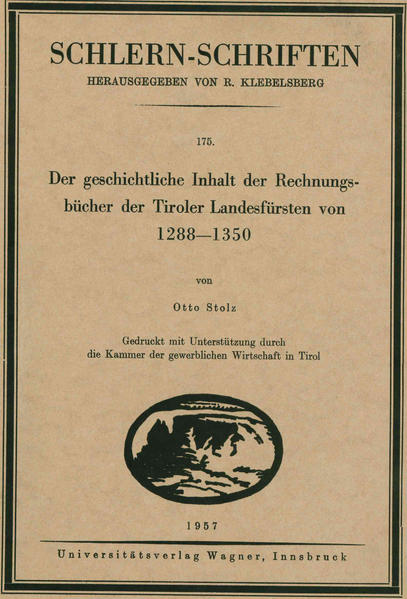 SCHLERN-SCHRIFTEN
HERAUSGEGEBEN VON R. KLEBELSBERG
175.
Der geschichtliche Inhalt der Rechnungs-
bücher der Tiroler Landesfürsten von
1288—1350
von
Otto Stolz
Gedruckt mit Unterstützung durch
die Kammer der gewerblichen Wirtschaft in Tirol
1957
Universitätsverlag Wagner, Innsbruck